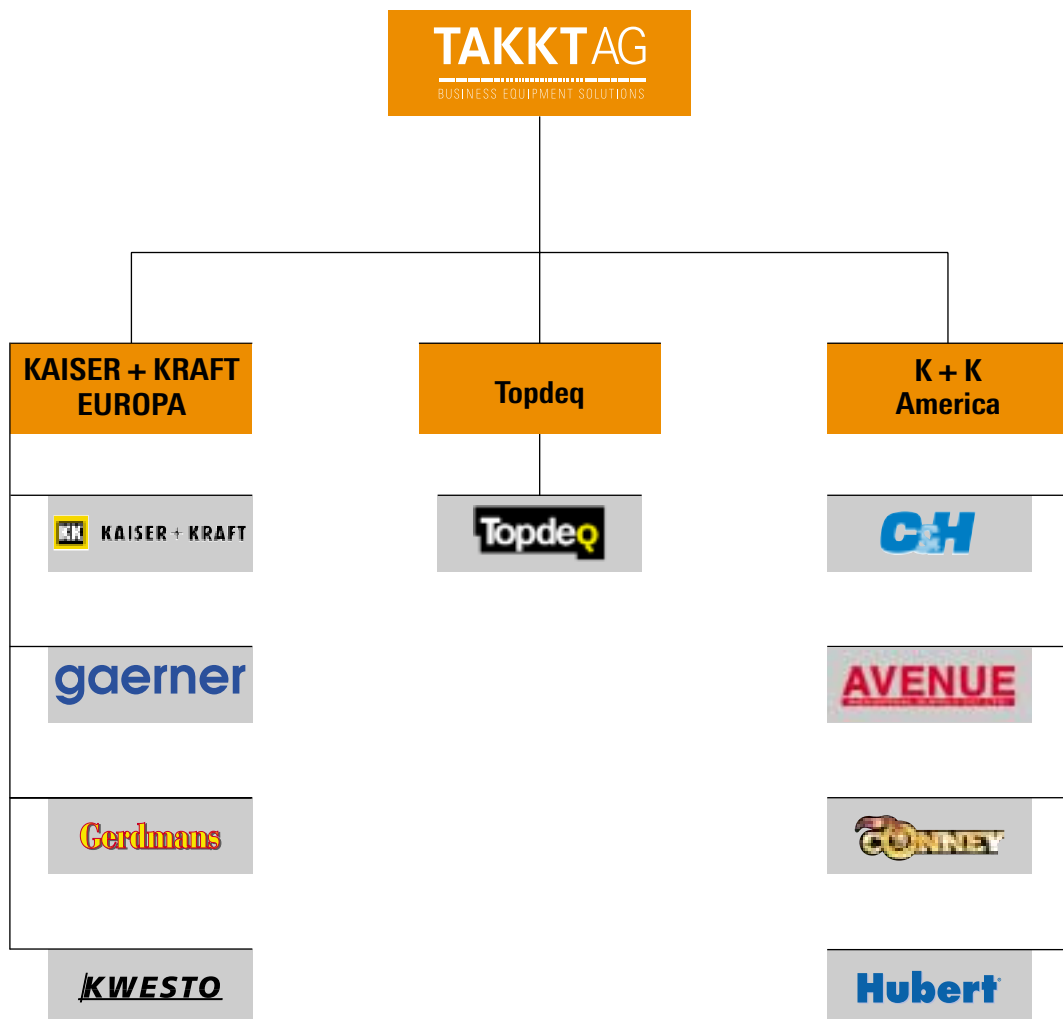 TAKKT AG
BUSINESS EQUIPMENT SOLUTIONS
KAISER + KRAFT
EUROPA
Topdeq
K + K
America
KK KAISER + KRAFT
Topdeq
C&H
gaerner
AVENUE
Gerdmans
CONNEY
KWESTO
Hubert